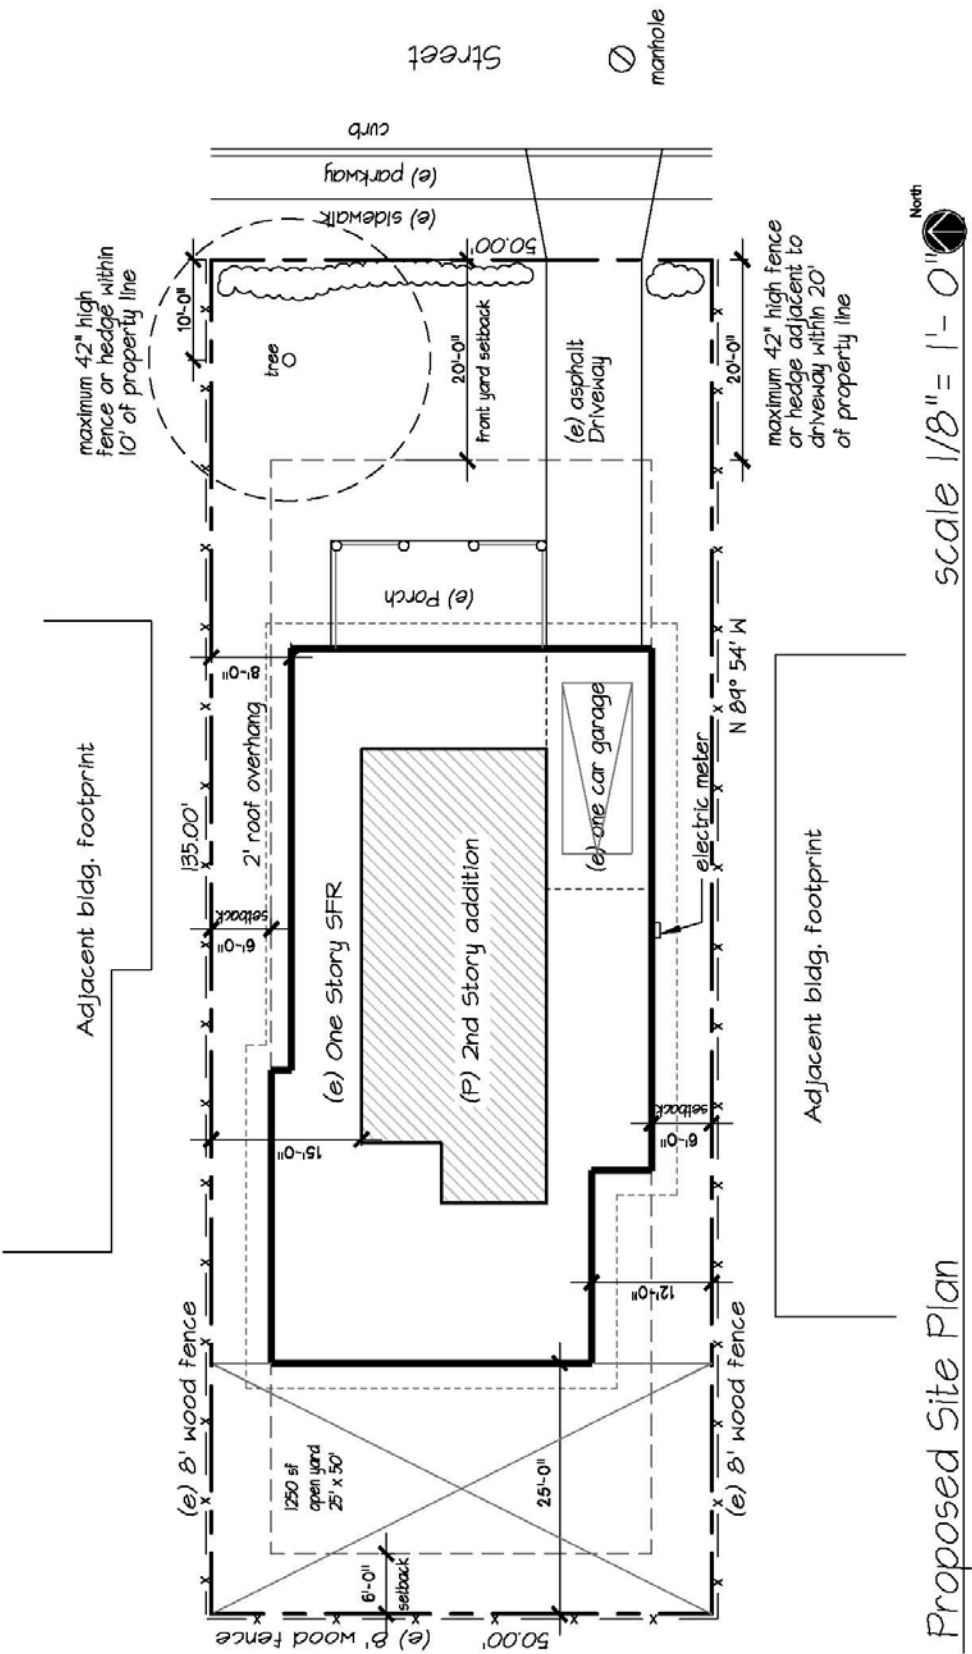 Street
manhole
curb
(e) parkway
(e) sidewalk
50.00'
maximum 42" high
fence or hedge within
10' of property line
10'-0"
tree
20'-0"
front yard setback
(e) asphalt
Driveway
20'-0"
maximum 42" high fence
or hedge adjacent to
driveway within 20'
of property line
North
(e) Porch
8'-0"
2' roof overhang
135.00'
Adjacent bldg. footprint
6'-0"
setback
(e) One Story SFR
(P) 2nd Story addition
(e) one car garage
electric meter
N 89° 54' W
Adjacent bldg. footprint
15'-0"
6'-0"
setback
12'-0"
(e) 8' wood fence
(e) 8' wood fence
1250 sf
open yard
25' x 50'
25'-0"
6'-0"
setback
(e) 8' wood fence
50.00'
Proposed Site Plan
scale 1/8"= 1'- 0"